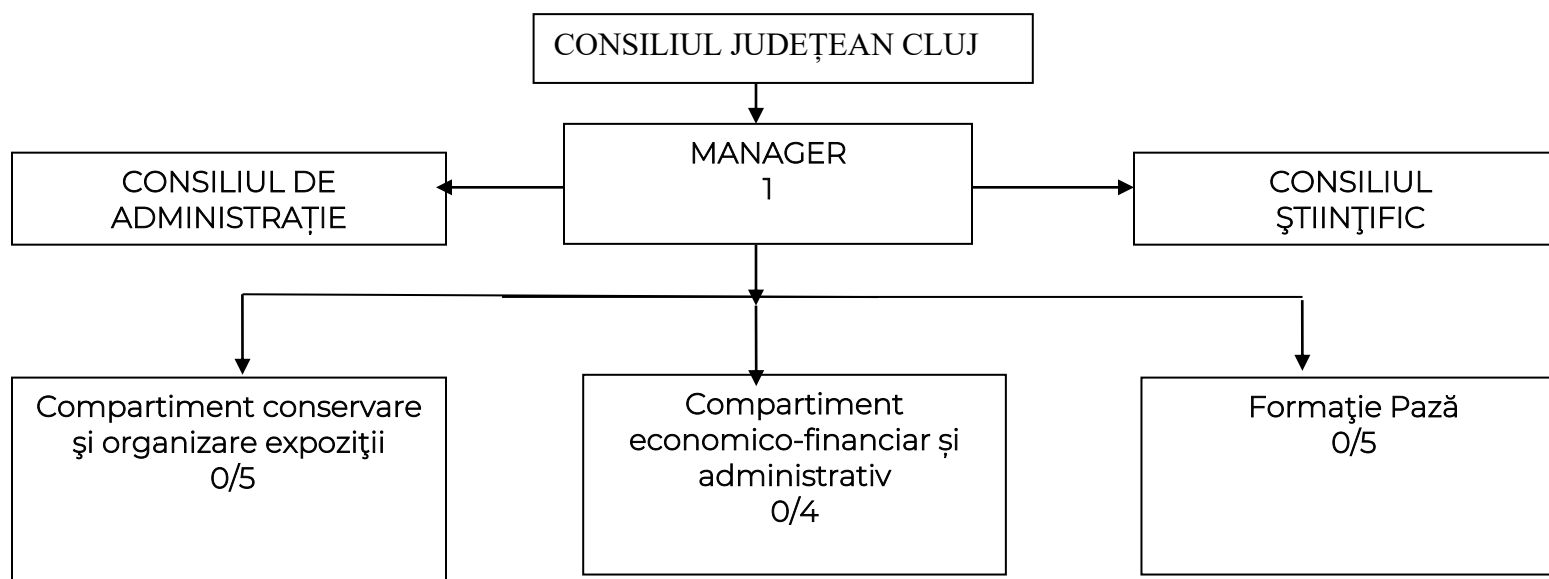 CONSILIUL JUDEȚEAN CLUJ
MANAGER
1
CONSILIUL DE
ADMINISTRAȚIE
CONSILIUL
ŞTIINŢIFIC
Compartiment conservare
şi organizare expoziţii
0/5
Compartiment
economico-financiar și
administrativ
0/4
Formaţie Pază
0/5